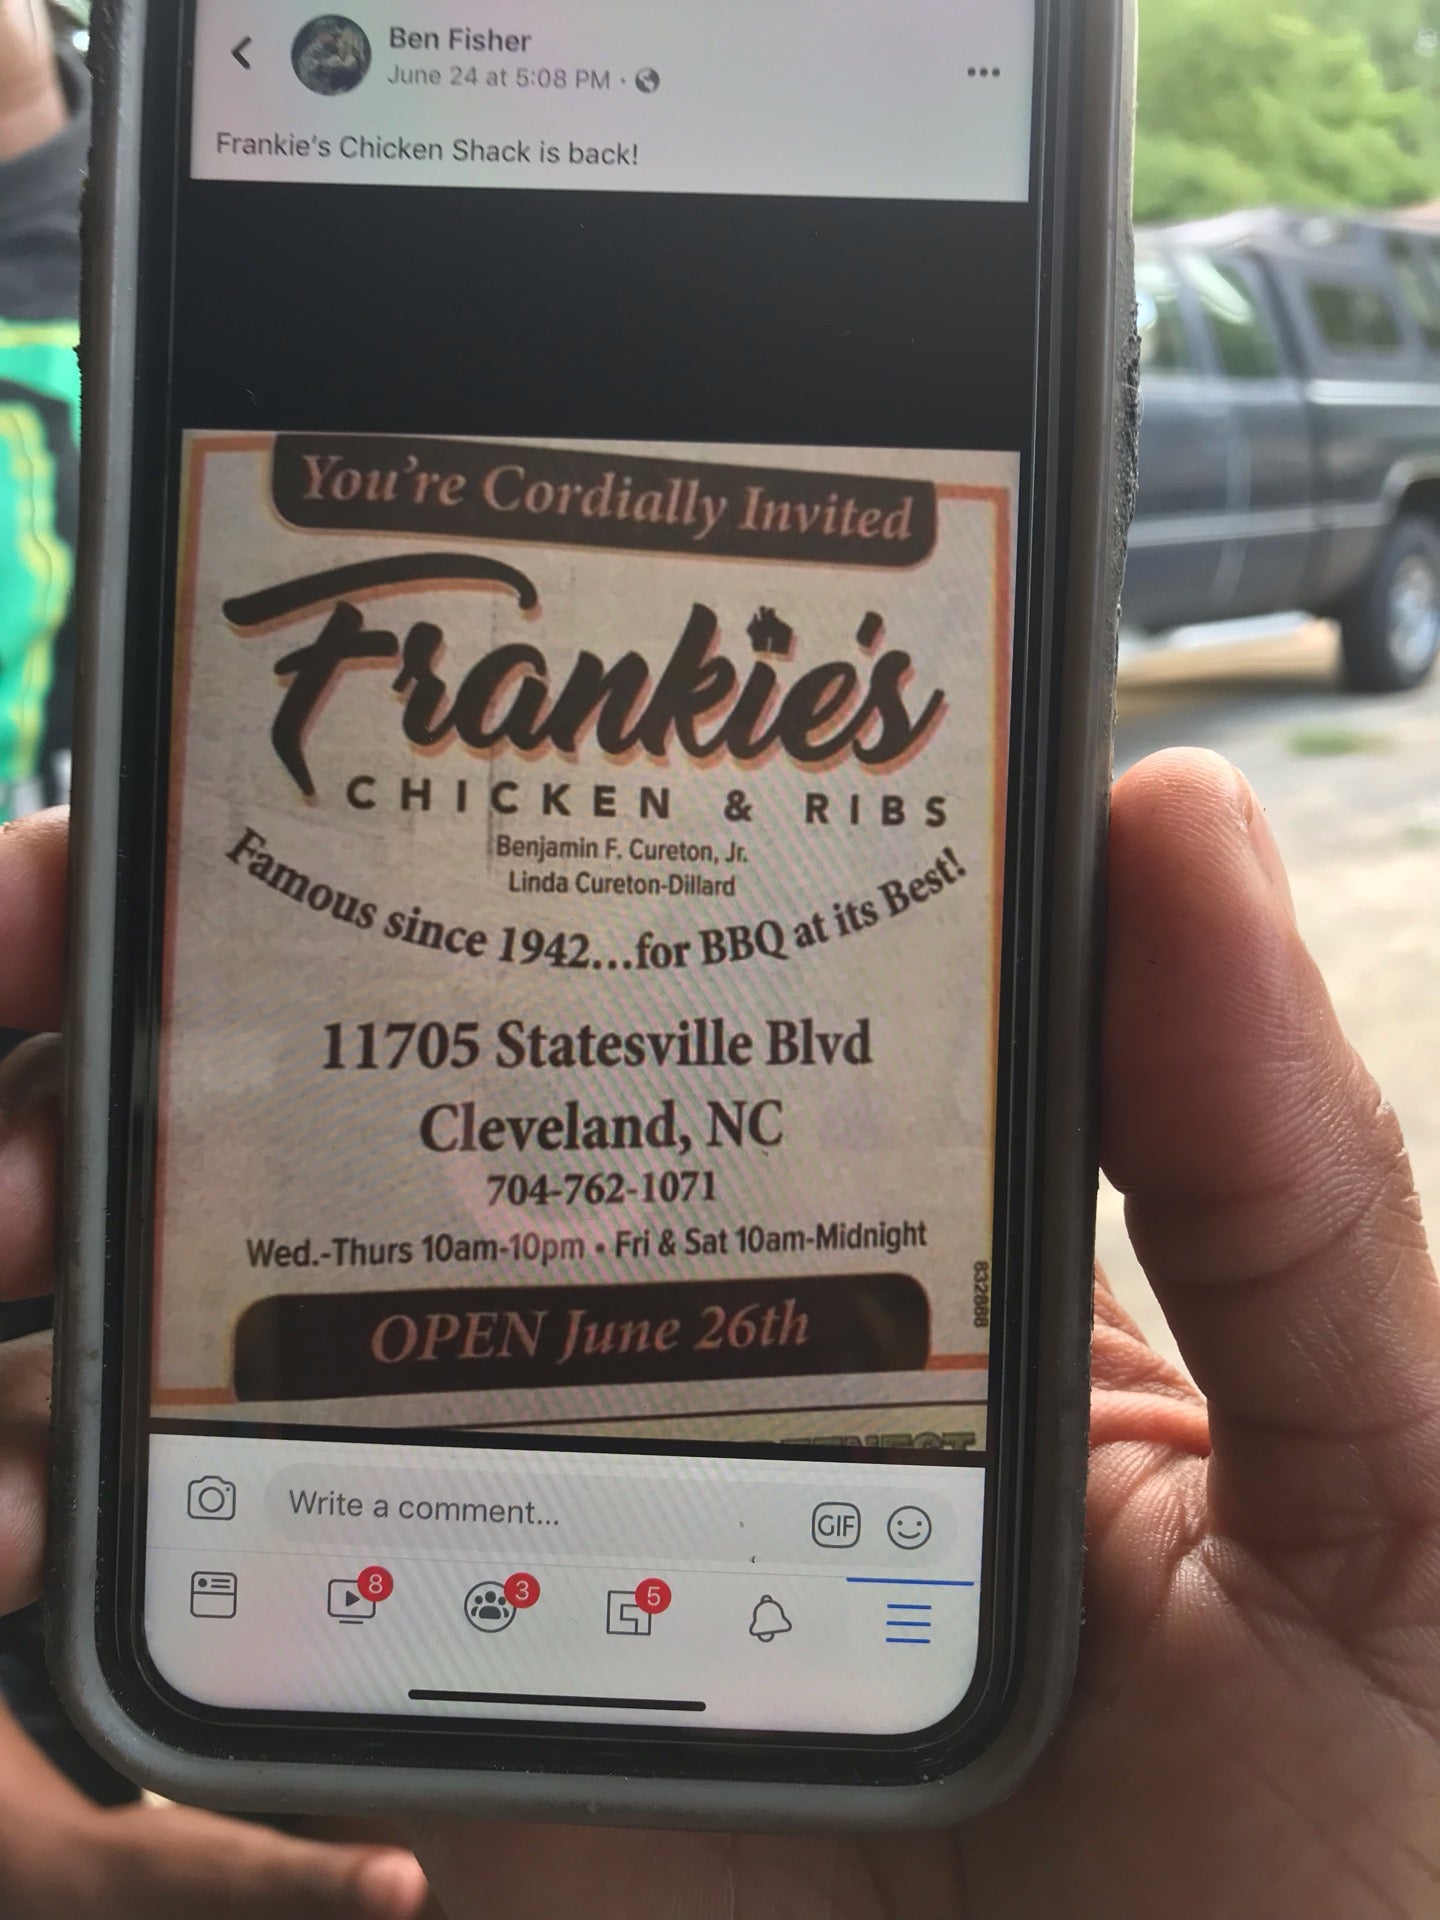 Ben Fisher
June 24 at 5:08 PM ·
Frankie's Chicken Shack is back!
You're Cordially Invited
Frankie's
CHICKEN & RIBS
Benjamin F. Cureton, Jr.
Linda Cureton-Dillard
Famous since 1942...for BBQ at its Best!
11705 Statesville Blvd
Cleveland, NC
704-762-1071
Wed.-Thurs 10am-10pm • Fri & Sat 10am-Midnight
832888
OPEN June 26th
Write a comment...
GIF
8
3
5